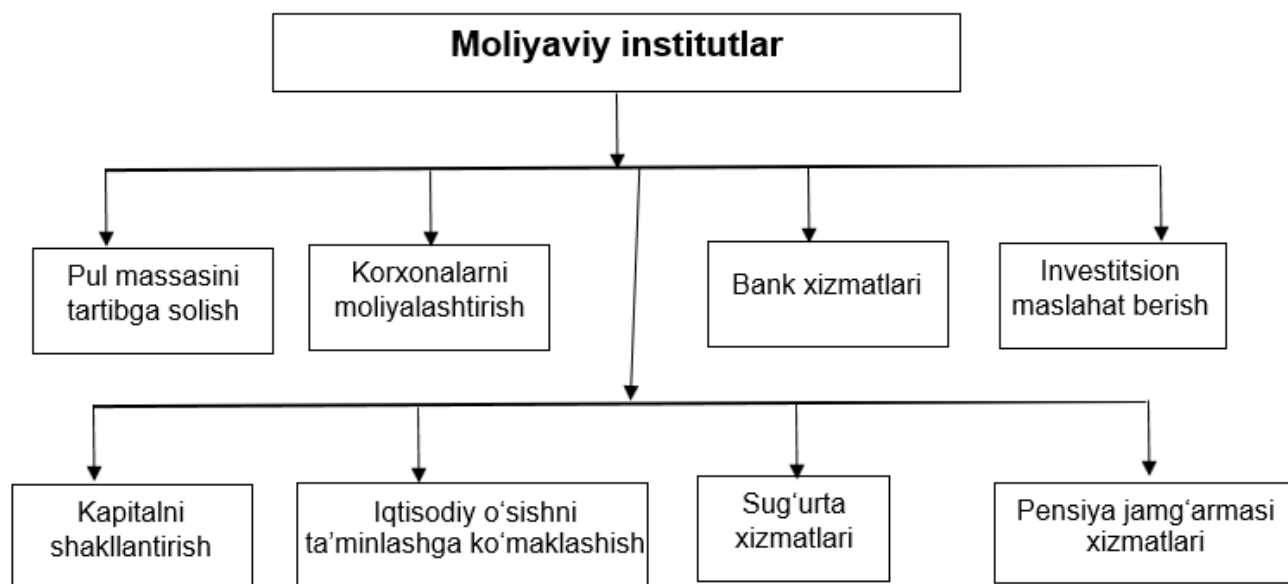 Moliyaviy institutlar
Pul massasini
tartibga solish
Korxonalarni
moliyalashtirish
Bank xizmatlari
Investitsion
maslahat berish
Kapitalni
shakllantirish
Iqtisodiy o‘sishni
ta’minlashga ko‘maklashish
Sug‘urta
xizmatlari
Pensiya jamg‘armasi
xizmatlari